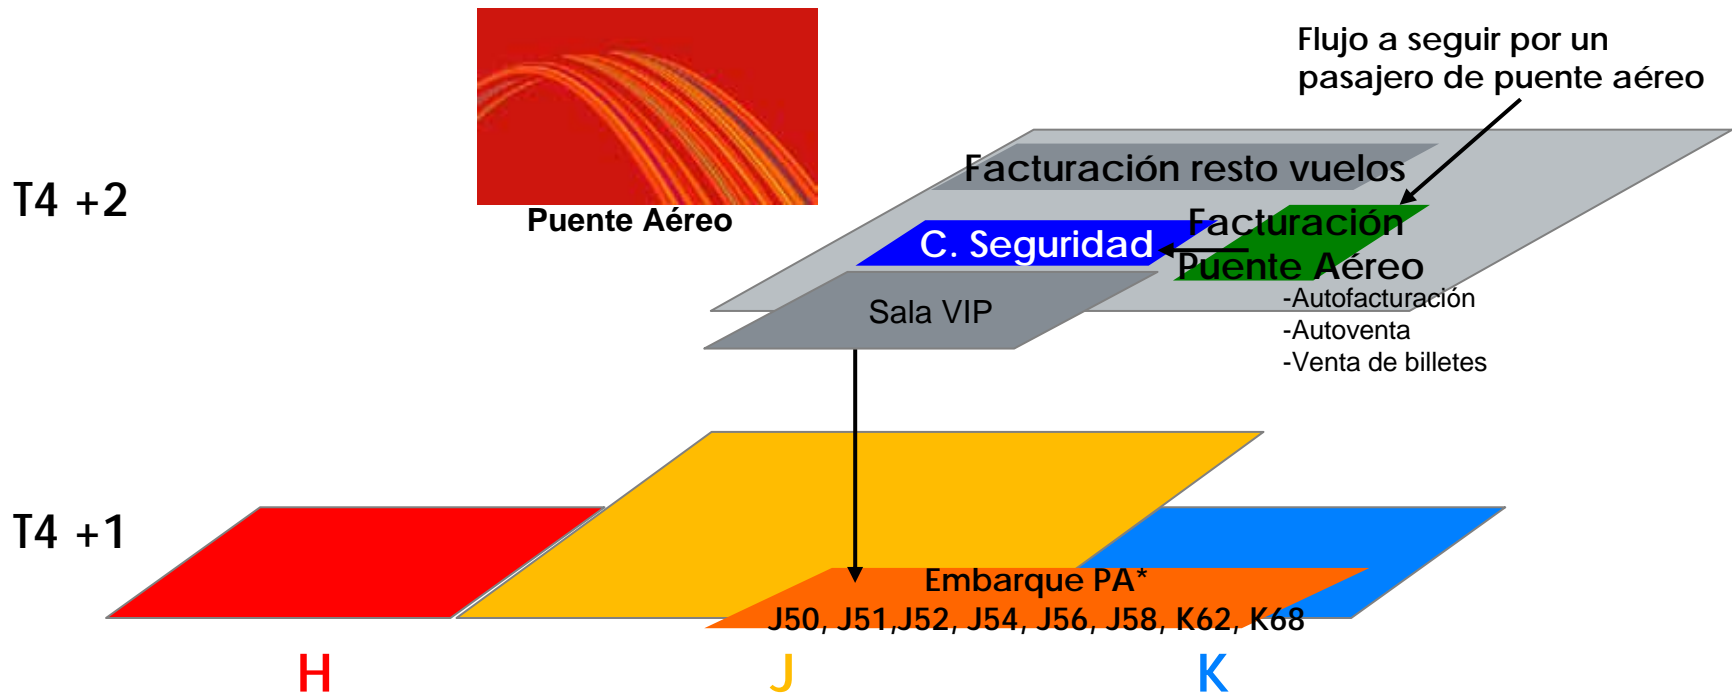 Flujo a seguir por un
pasajero de puente aéreo
T4 +2
Puente Aéreo
Facturación resto vuelos
C. Seguridad
Facturación
Puente Aéreo
-Autofacturación
-Autoventa
-Venta de billetes
Sala VIP
T4 +1
Embarque PA*
J50, J51,J52, J54, J56, J58, K62, K68
H
J
K